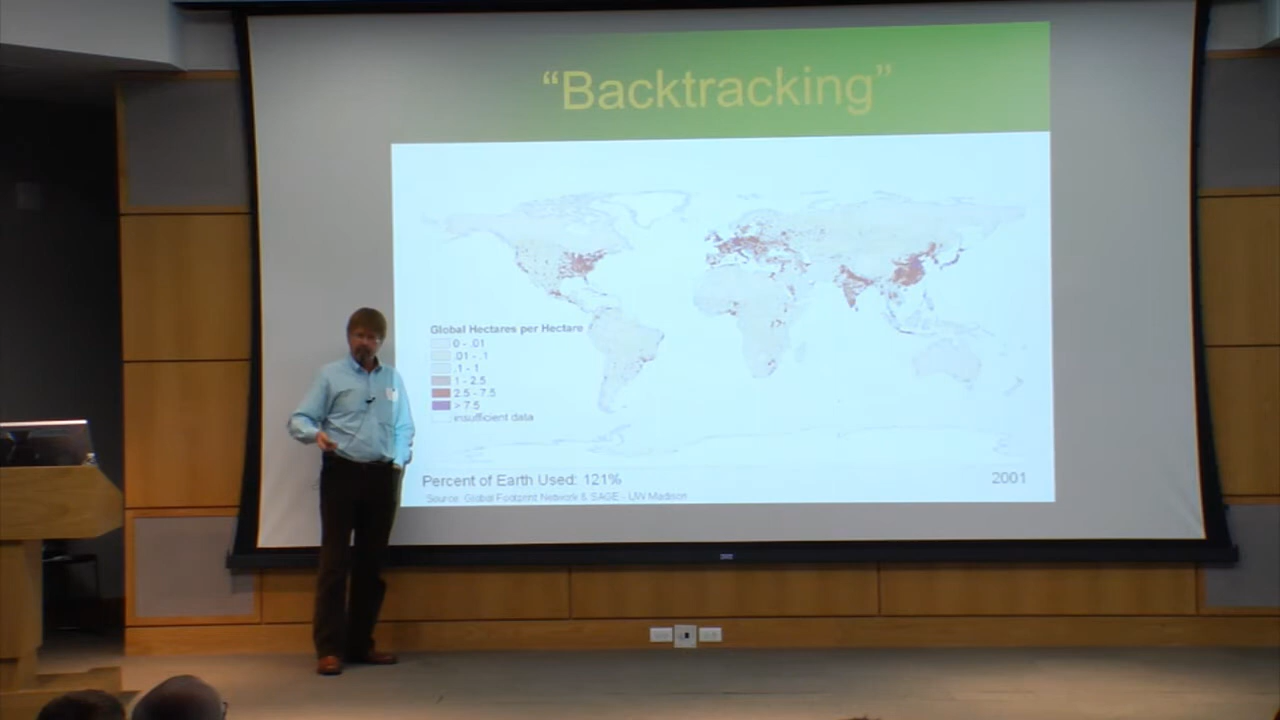 “Backtracking”
Global Hectares per Hectare
0 - .01
.01 - .1
.1 - 1
1 - 2.5
2.5 - 7.5
> 7.5
insufficient data
Percent of Earth Used: 121%
2001
Source: Global Footprint Network & SAGE - UW Madison